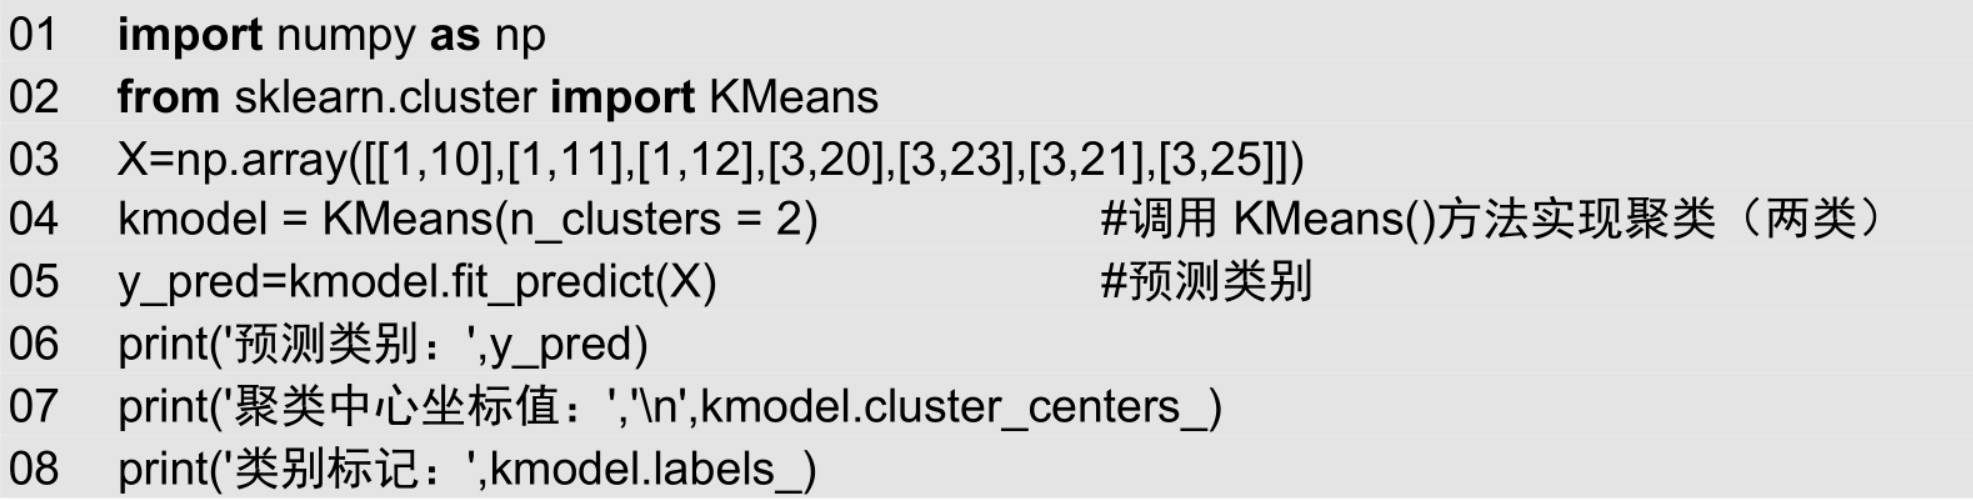 01 import numpy as np
02 from sklearn.cluster import KMeans
03 X=np.array([[1,10],[1,11],[1,12],[3,20],[3,23],[3,21],[3,25]])
04 kmodel = KMeans(n_clusters = 2) #调用 KMeans()方法实现聚类（两类）
05 y_pred=kmodel.fit_predict(X) #预测类别
06 print('预测类别：',y_pred)
07 print('聚类中心坐标值：','\n',kmodel.cluster_centers_)
08 print('类别标记：',kmodel.labels_)